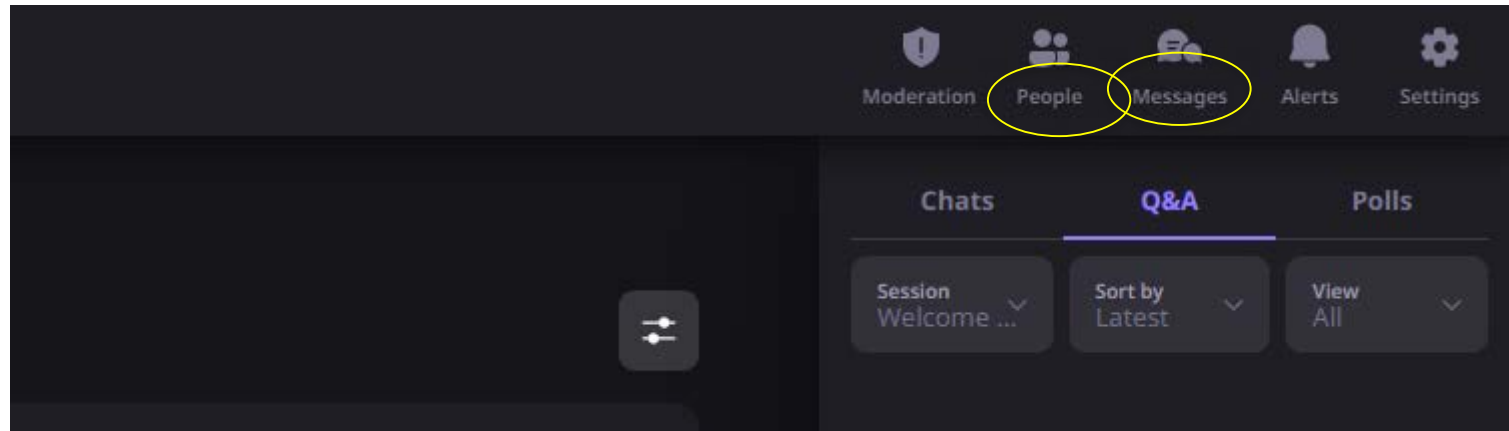 Moderation People Messages Alerts Settings
Chats Q&A Polls
Session Sort by View
Welcome ... Latest All